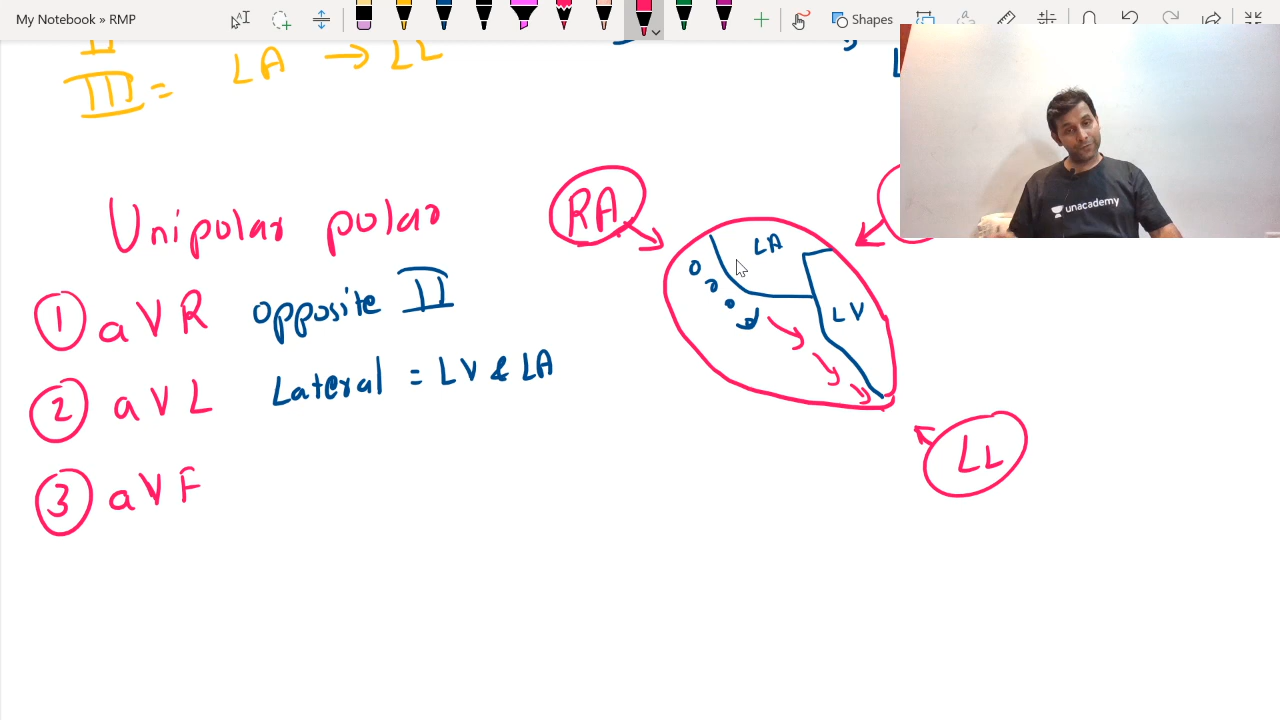 My Notebook » RMP
Shapes
III = LA → LL
unacademy
Unipolar polar
RA
LA
LV
1 aVR opposite II
2 aVL Lateral = LV & LA
3 aVF
LL